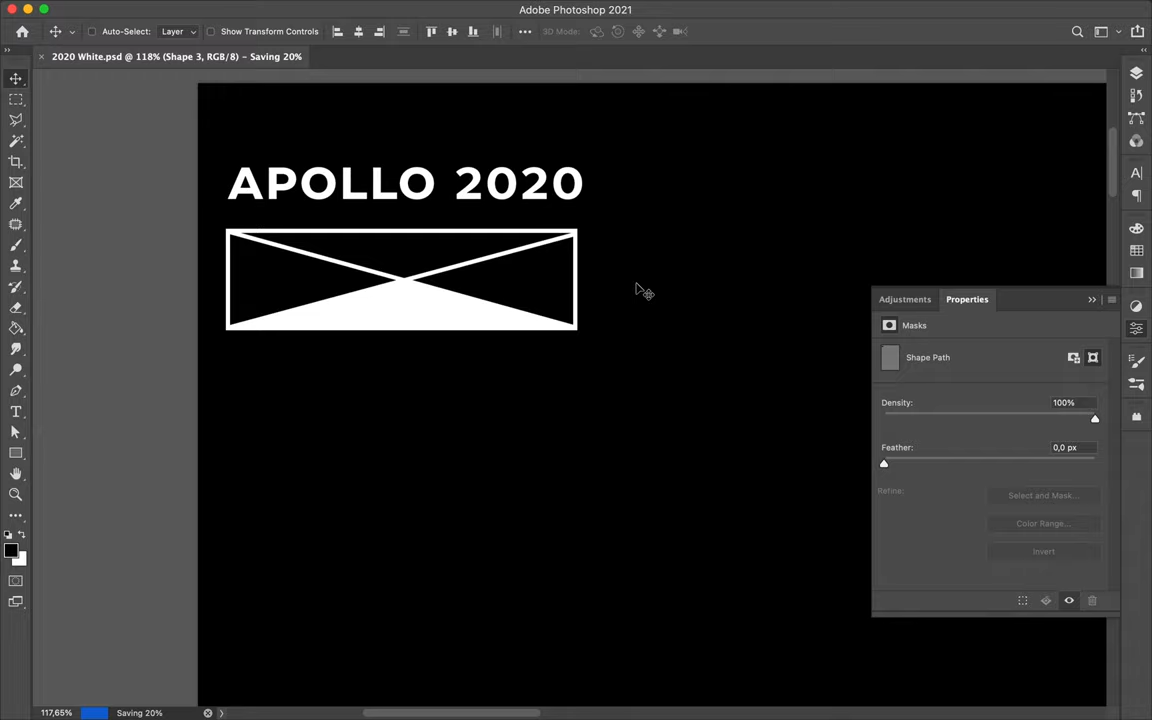 Adobe Photoshop 2021
Auto-Select: Layer Show Transform Controls 3D Mode:
2020 White.psd @ 118% (Shape 3, RGB/8) – Saving 20%
APOLLO 2020
Adjustments Properties
Masks
Shape Path
Density: 100%
Feather: 0,0 px
Refine: Select and Mask...
Color Range...
Invert
117,65% Saving 20%